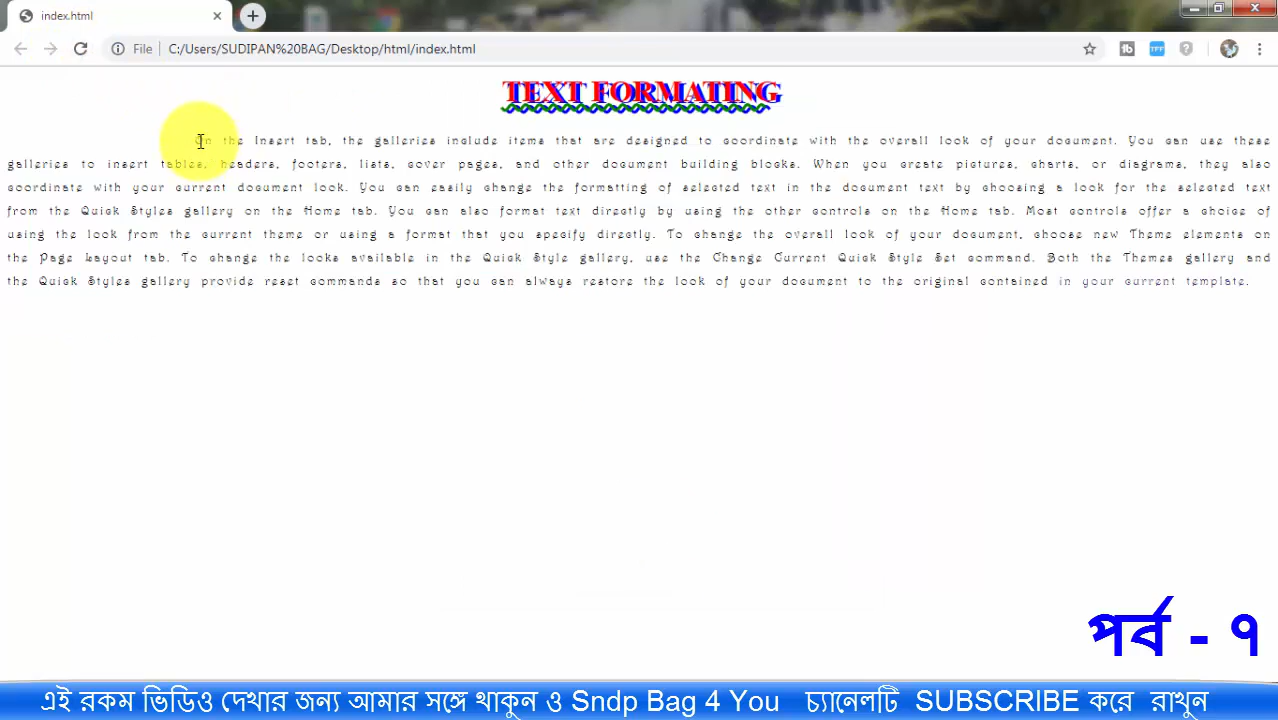 index.html
File C:/Users/SUDIPAN%20BAG/Desktop/html/index.html
TEXT FORMATING
On the Insert tab, the galleries include items that are designed to coordinate with the overall look of your document. You can use these
galleries to insert tables, headers, footers, lists, cover pages, and other document building blocks. When you create pictures, charts, or diagrams, they also
coordinate with your current document look. You can easily change the formatting of selected text in the document text by choosing a look for the selected text
from the Quick Styles gallery on the Home tab. You can also format text directly by using the other controls on the Home tab. Most controls offer a choice of
using the look from the current theme or using a format that you specify directly. To change the overall look of your document, choose new Theme elements on
the Page Layout tab. To change the looks available in the Quick Style gallery, use the Change Current Quick Style Set command. Both the Themes gallery and
the Quick Styles gallery provide reset commands so that you can always restore the look of your document to the original contained in your current template.
পর্ব - ৭
এই রকম ভিডিও দেখার জন্য আমার সঙ্গে থাকুন ও Sndp Bag 4 You চ্যানেলটি SUBSCRIBE করে রাখুন